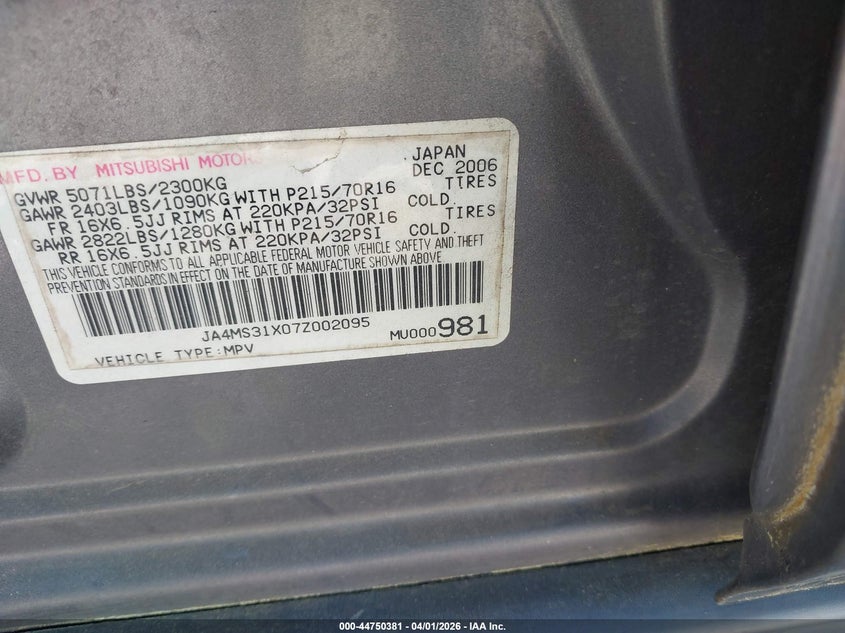 MFD. BY MITSUBISHI MOTORS JAPAN
GVWR 5071LBS/2300KG DEC 2006
GAWR 2403LBS/1090KG WITH P215/70R16 TIRES
FR 16X6.5JJ RIMS AT 220KPA/32PSI COLD.
GAWR 2822LBS/1280KG WITH P215/70R16 TIRES
RR 16X6.5JJ RIMS AT 220KPA/32PSI COLD.
THIS VEHICLE CONFORMS TO ALL APPLICABLE FEDERAL MOTOR VEHICLE SAFETY AND THEFT
PREVENTION STANDARDS IN EFFECT ON THE DATE OF MANUFACTURE SHOWN ABOVE
JA4MS31X07Z002095 MU000981
VEHICLE TYPE:MPV
000-44750381 - 04/01/2026 - IAA Inc.